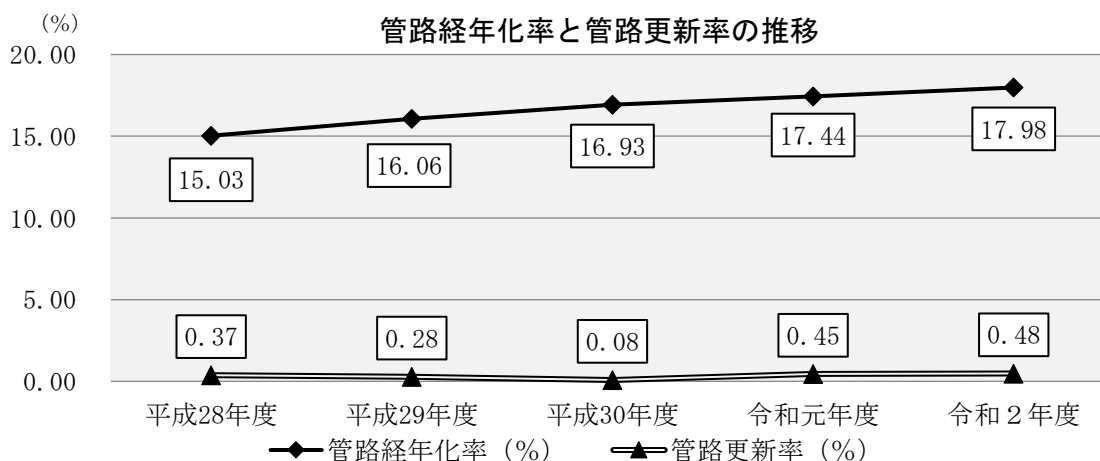 (%)
管路経年化率と管路更新率の推移
20.00
15.00
10.00
5.00
0.00
15.03
16.06
16.93
17.44
17.98
0.37
0.28
0.08
0.45
0.48
平成28年度
平成29年度
平成30年度
令和元年度
令和２年度
管路経年化率（%）
管路更新率（%）